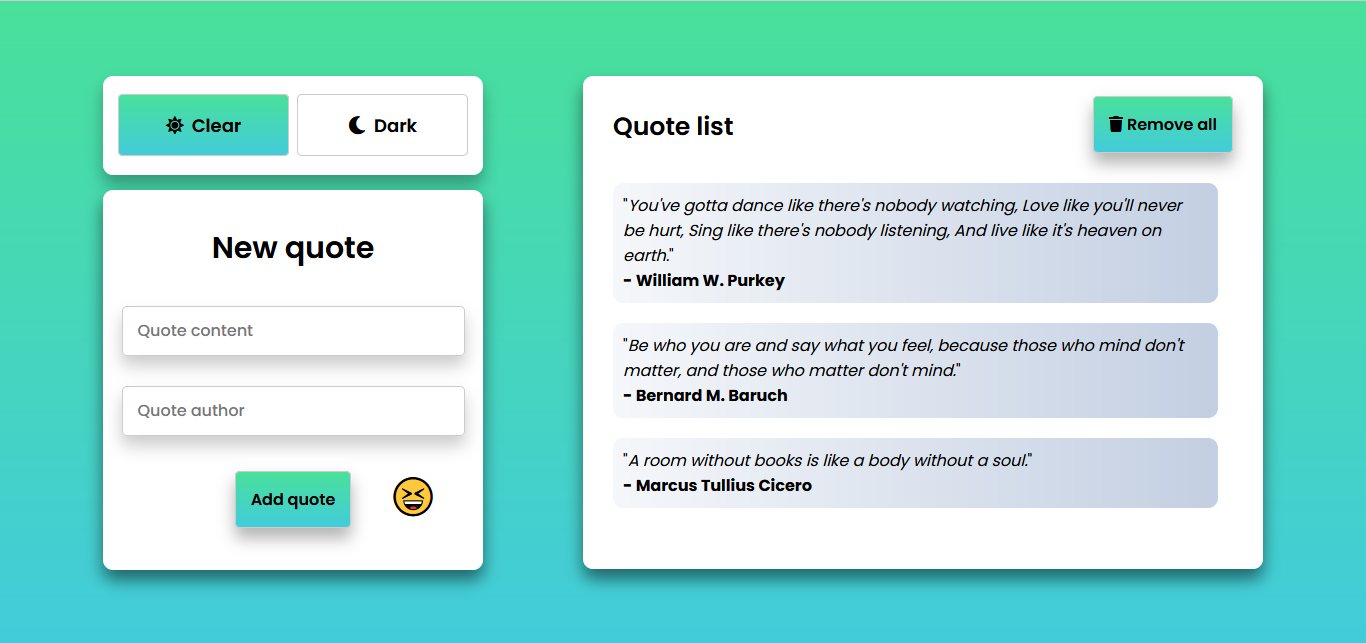 Clear
Dark
New quote
Quote content
Quote author
Add quote
Quote list
Remove all
"You've gotta dance like there's nobody watching, Love like you'll never
be hurt, Sing like there's nobody listening, And live like it's heaven on
earth."
- William W. Purkey
"Be who you are and say what you feel, because those who mind don't
matter, and those who matter don't mind."
- Bernard M. Baruch
"A room without books is like a body without a soul."
- Marcus Tullius Cicero